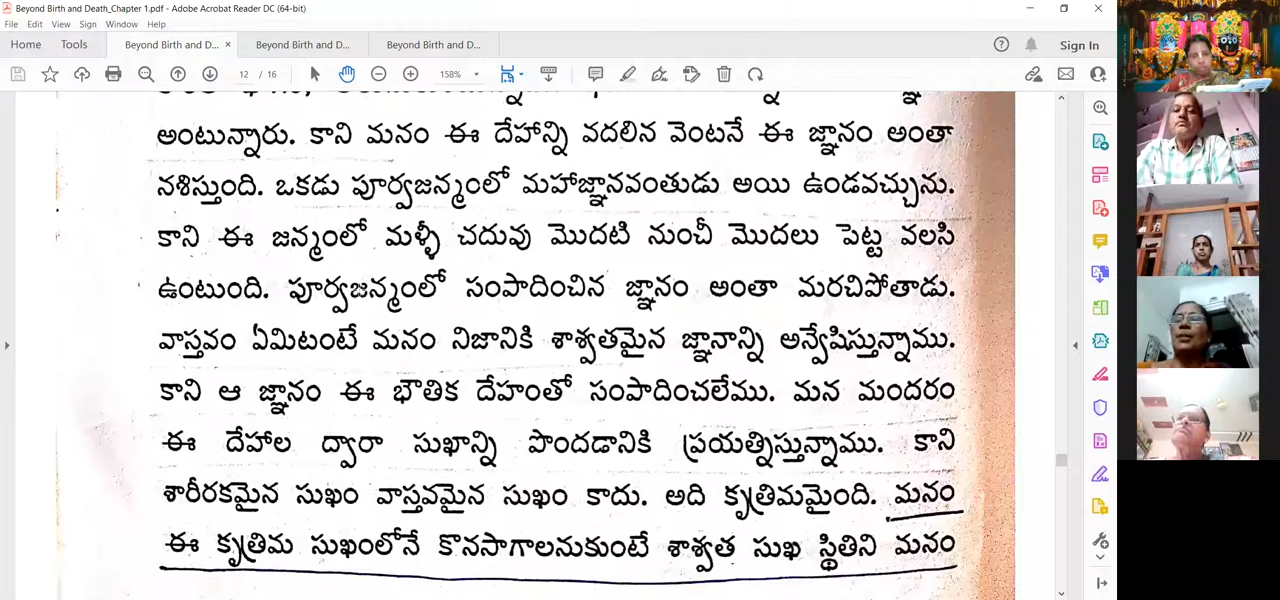 Beyond Birth and Death_Chapter 1.pdf - Adobe Acrobat Reader DC (64-bit)
File Edit View Sign Window Help
Home Tools Beyond Birth and D... × Beyond Birth and D... Beyond Birth and D... Sign In
12 / 16 158%
అంటున్నారు. కాని మనం ఈ దేహాన్ని వదలిన వెంటనే ఈ జ్ఞానం అంతా
నశిస్తుంది. ఒకడు పూర్వజన్మంలో మహాజ్ఞానవంతుడు అయి ఉండవచ్చును.
కాని ఈ జన్మంలో మళ్ళీ చదువు మొదటి నుంచీ మొదలు పెట్ట వలసి
ఉంటుంది. పూర్వజన్మంలో సంపాదించిన జ్ఞానం అంతా మరచిపోతాడు.
వాస్తవం ఏమిటంటే మనం నిజానికి శాశ్వతమైన జ్ఞానాన్ని అన్వేషిస్తున్నాము.
కాని ఆ జ్ఞానం ఈ భౌతిక దేహంతో సంపాదించలేము. మన మందరం
ఈ దేహాల ద్వారా సుఖాన్ని పొందడానికి ప్రయత్నిస్తున్నాము. కాని
శారీరకమైన సుఖం వాస్తవమైన సుఖం కాదు. అది కృత్రిమమైంది. మనం
ఈ కృత్రిమ సుఖంలోనే కొనసాగాలనుకుంటే శాశ్వత సుఖ స్థితిని మనం